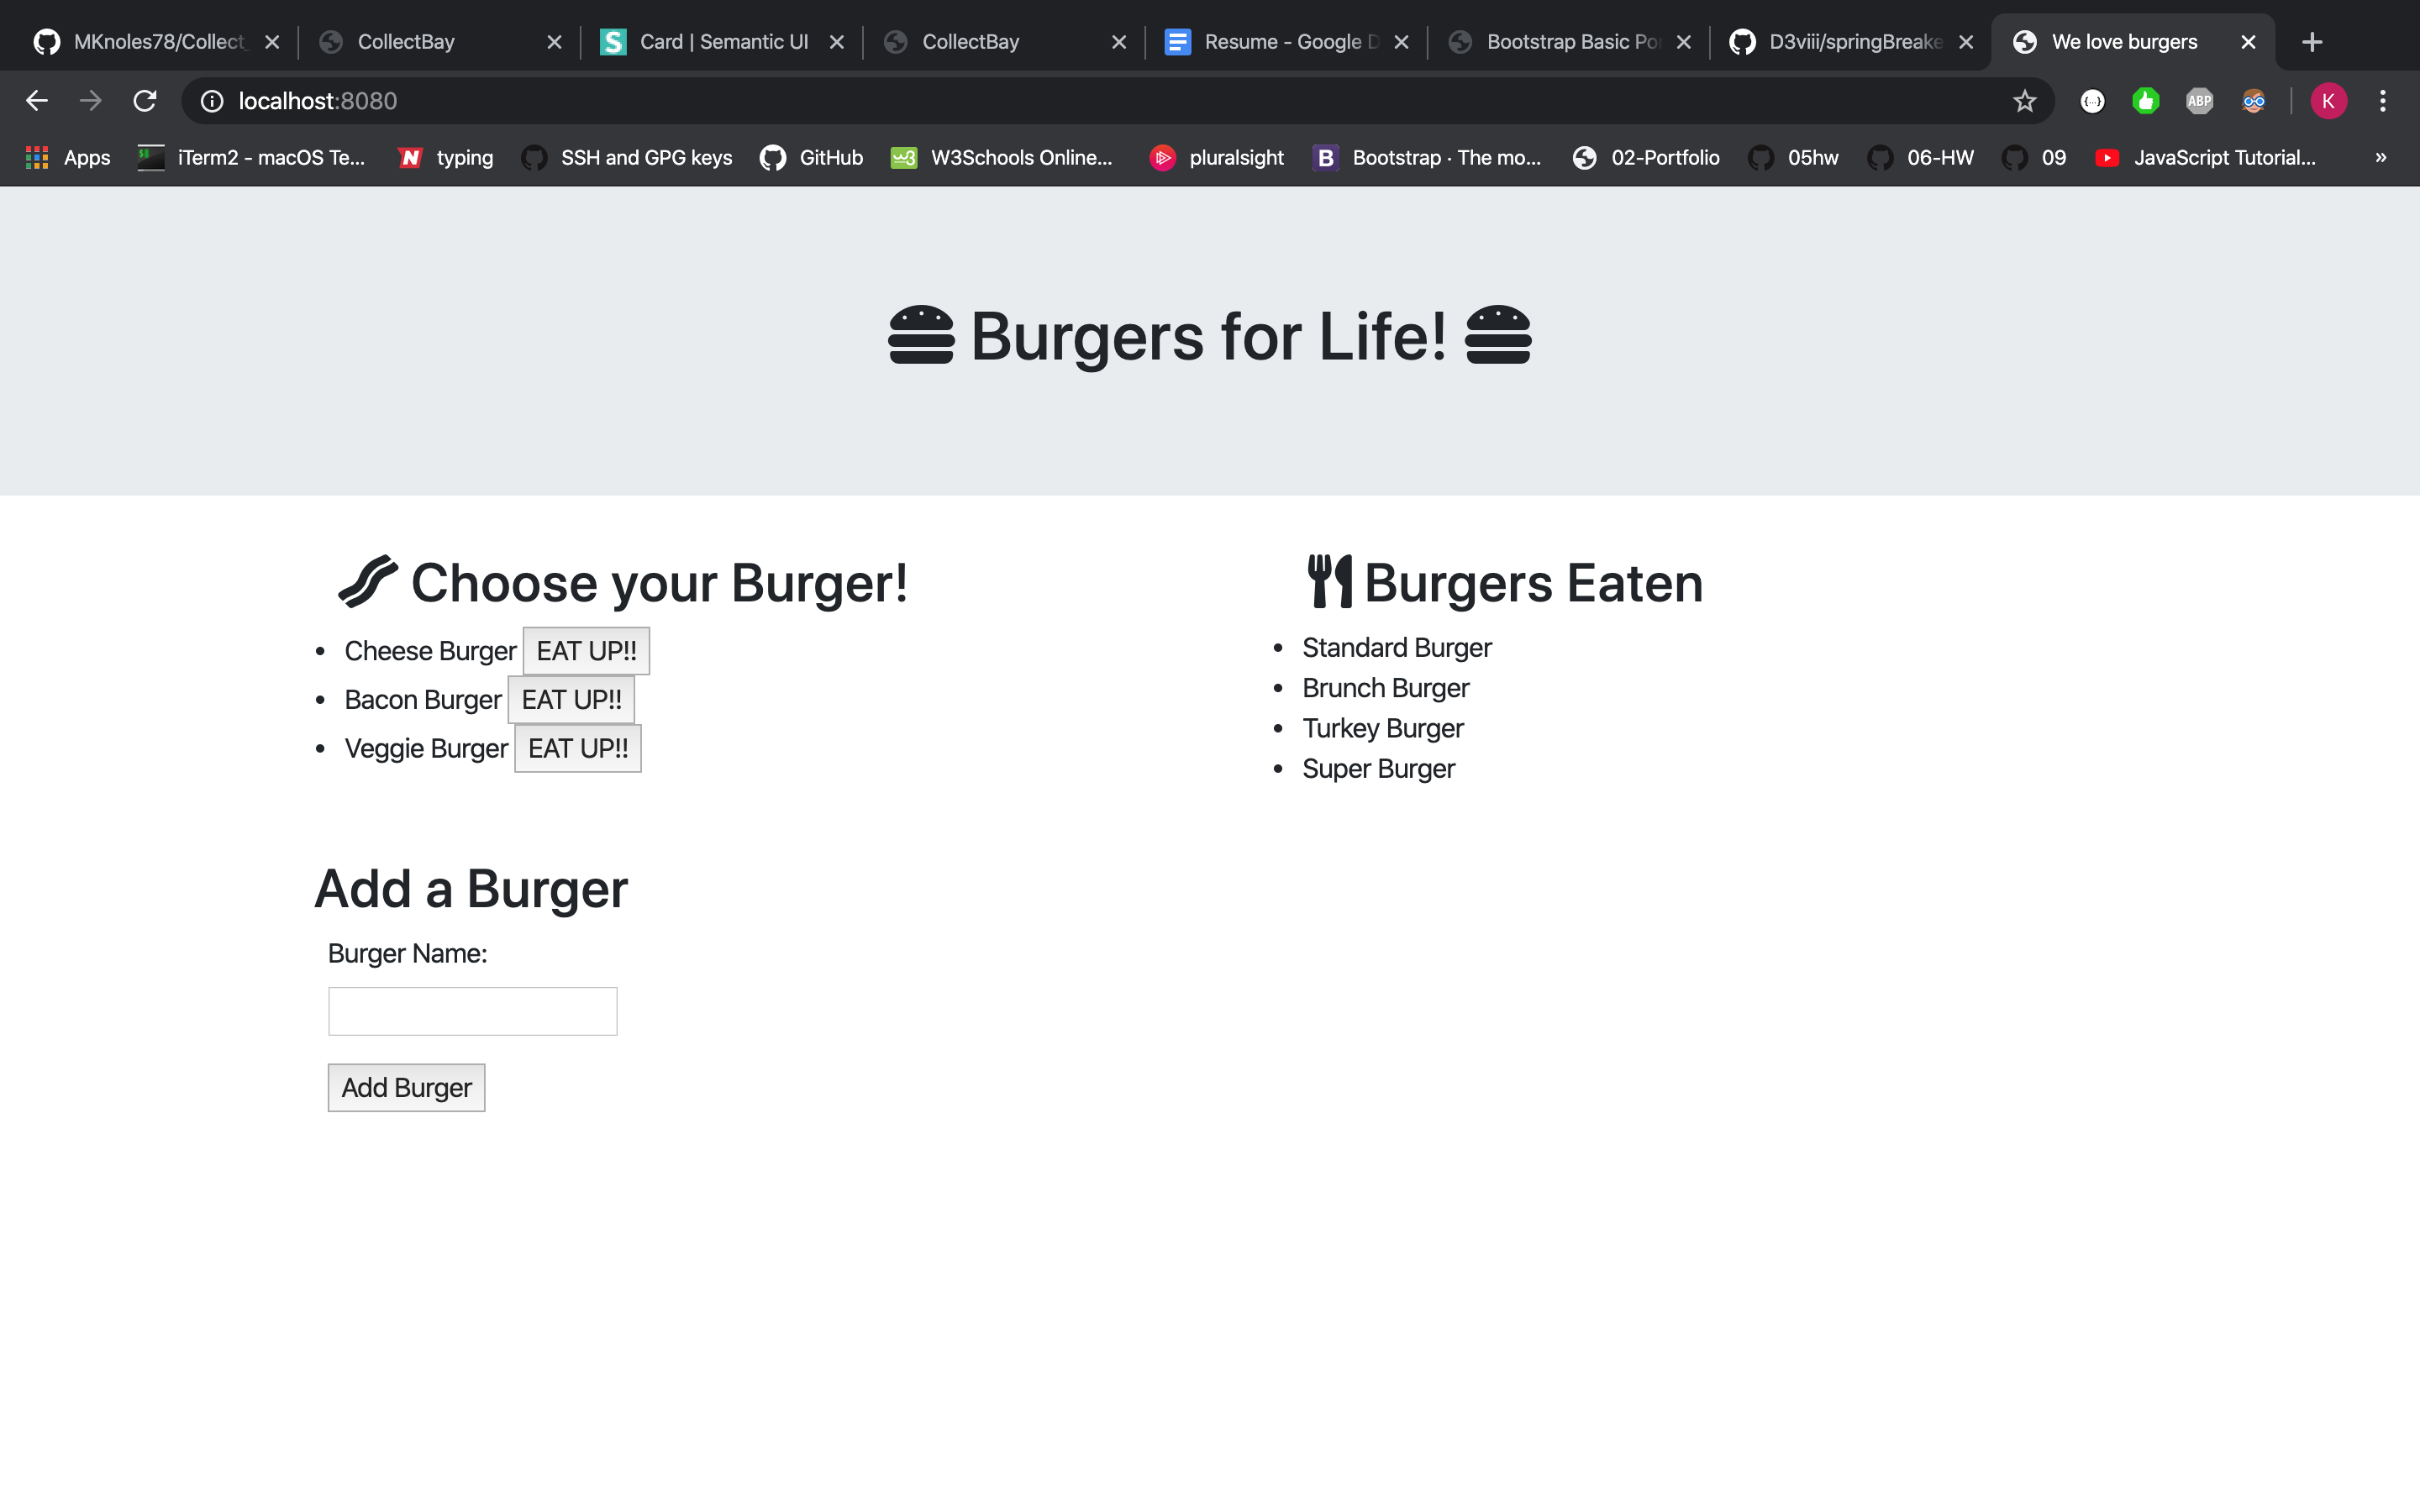 MKnoles78/Collect_
CollectBay
Card | Semantic UI
CollectBay
Resume - Google D
Bootstrap Basic Por
D3viii/springBreake
We love burgers
localhost:8080
ABP
K
Apps
iTerm2 - macOS Te...
typing
SSH and GPG keys
GitHub
W3Schools Online...
pluralsight
Bootstrap · The mo...
02-Portfolio
05hw
06-HW
09
JavaScript Tutorial...
»
Burgers for Life!
Choose your Burger!
Cheese Burger EAT UP!!
Bacon Burger EAT UP!!
Veggie Burger EAT UP!!
Burgers Eaten
Standard Burger
Brunch Burger
Turkey Burger
Super Burger
Add a Burger
Burger Name:
Add Burger